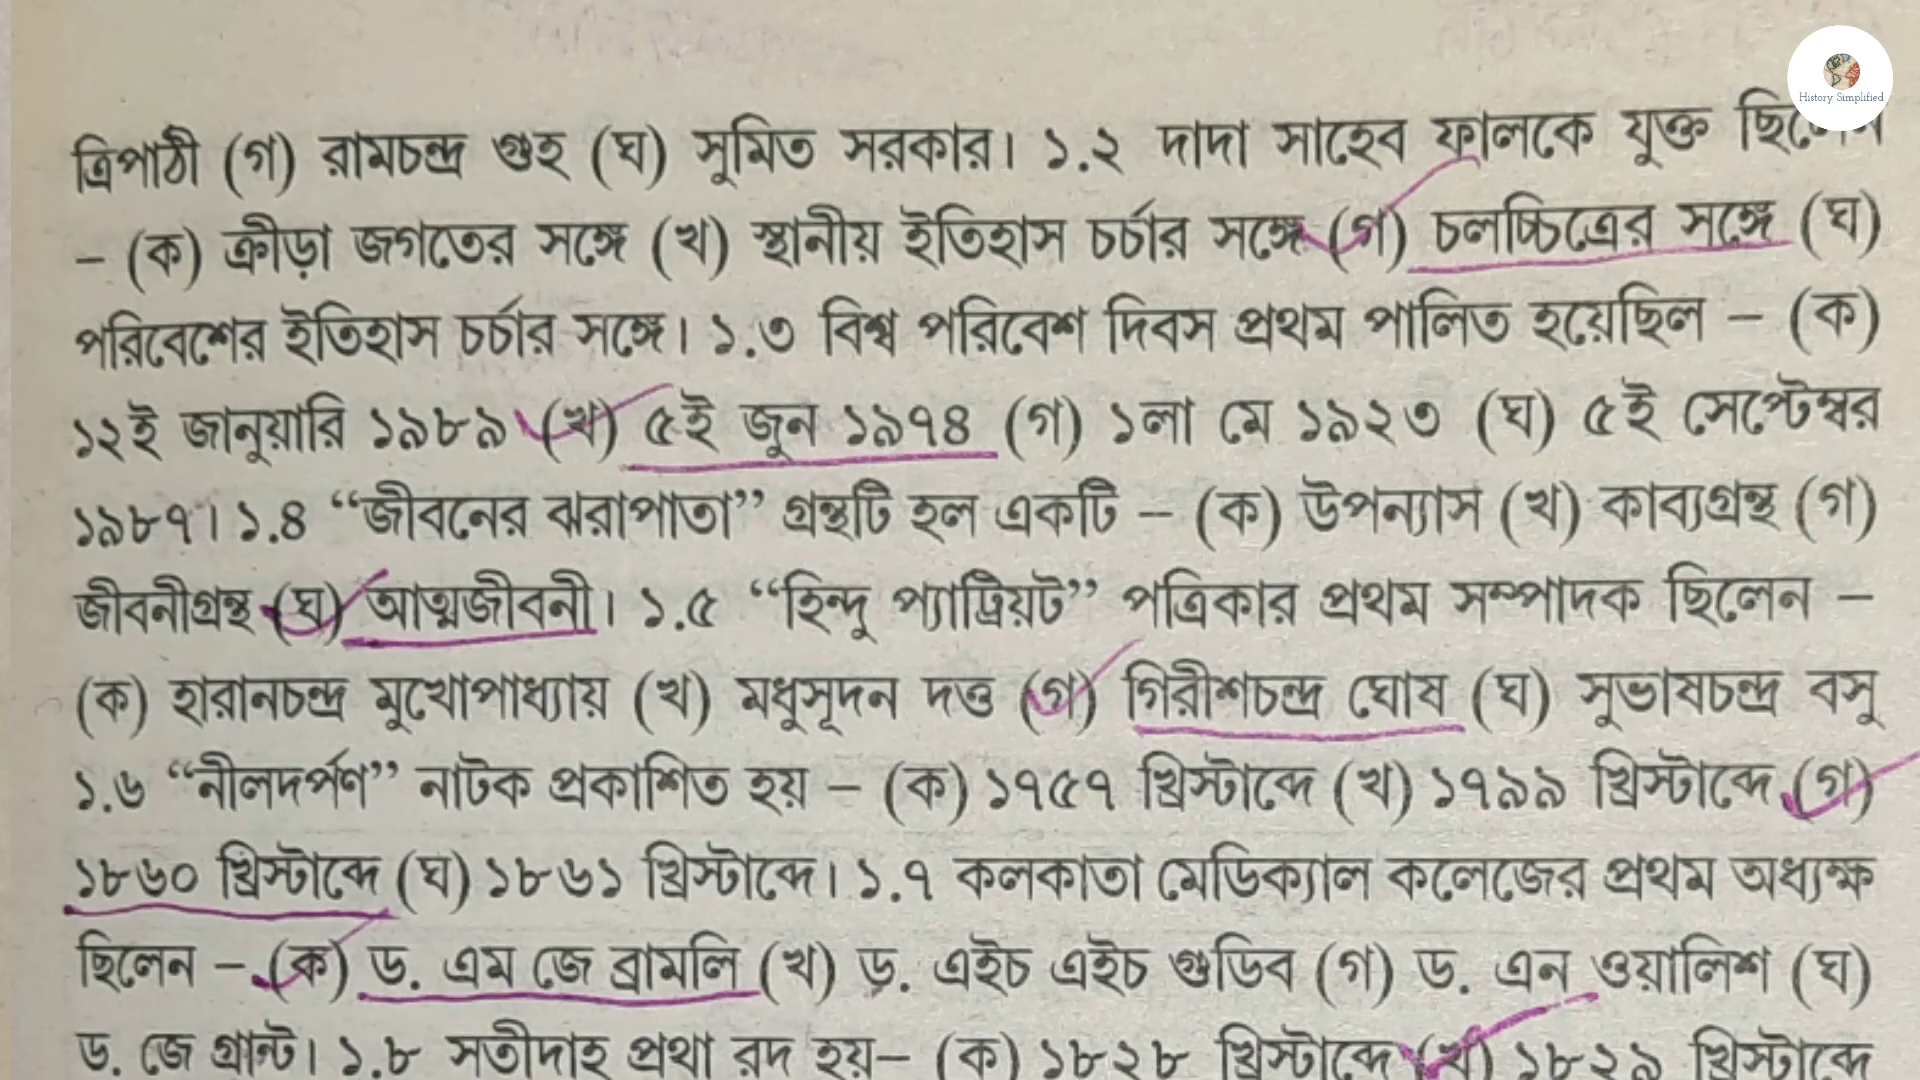 History Simplified
ত্রিপাঠী (গ) রামচন্দ্র গুহ (ঘ) সুমিত সরকার। ১.২ দাদা সাহেব ফালকে যুক্ত ছিলেন
– (ক) ক্রীড়া জগতের সঙ্গে (খ) স্থানীয় ইতিহাস চর্চার সঙ্গে (গ) চলচ্চিত্রের সঙ্গে (ঘ)
পরিবেশের ইতিহাস চর্চার সঙ্গে। ১.৩ বিশ্ব পরিবেশ দিবস প্রথম পালিত হয়েছিল – (ক)
১২ই জানুয়ারি ১৯৮৯ (খ) ৫ই জুন ১৯৭৪ (গ) ১লা মে ১৯২৩ (ঘ) ৫ই সেপ্টেম্বর
১৯৮৭। ১.৪ “জীবনের ঝরাপাতা” গ্রন্থটি হল একটি – (ক) উপন্যাস (খ) কাব্যগ্রন্থ (গ)
জীবনীগ্রন্থ (ঘ) আত্মজীবনী। ১.৫ “হিন্দু প্যাট্রিয়ট” পত্রিকার প্রথম সম্পাদক ছিলেন –
(ক) হারানচন্দ্র মুখোপাধ্যায় (খ) মধুসূদন দত্ত (গ) গিরীশচন্দ্র ঘোষ (ঘ) সুভাষচন্দ্র বসু
১.৬ “নীলদর্পণ” নাটক প্রকাশিত হয় – (ক) ১৭৫৭ খ্রিস্টাব্দে (খ) ১৭৯৯ খ্রিস্টাব্দে (গ)
১৮৬০ খ্রিস্টাব্দে (ঘ) ১৮৬১ খ্রিস্টাব্দে। ১.৭ কলকাতা মেডিক্যাল কলেজের প্রথম অধ্যক্ষ
ছিলেন – (ক) ড. এম জে ব্রামলি (খ) ড. এইচ এইচ গুডিব (গ) ড. এন ওয়ালিশ (ঘ)
ড. জে গ্রান্ট। ১.৮ সতীদাহ প্রথা রদ হয়– (ক) ১৮২৮ খ্রিস্টাব্দে (খ) ১৮২৯ খ্রিস্টাব্দে